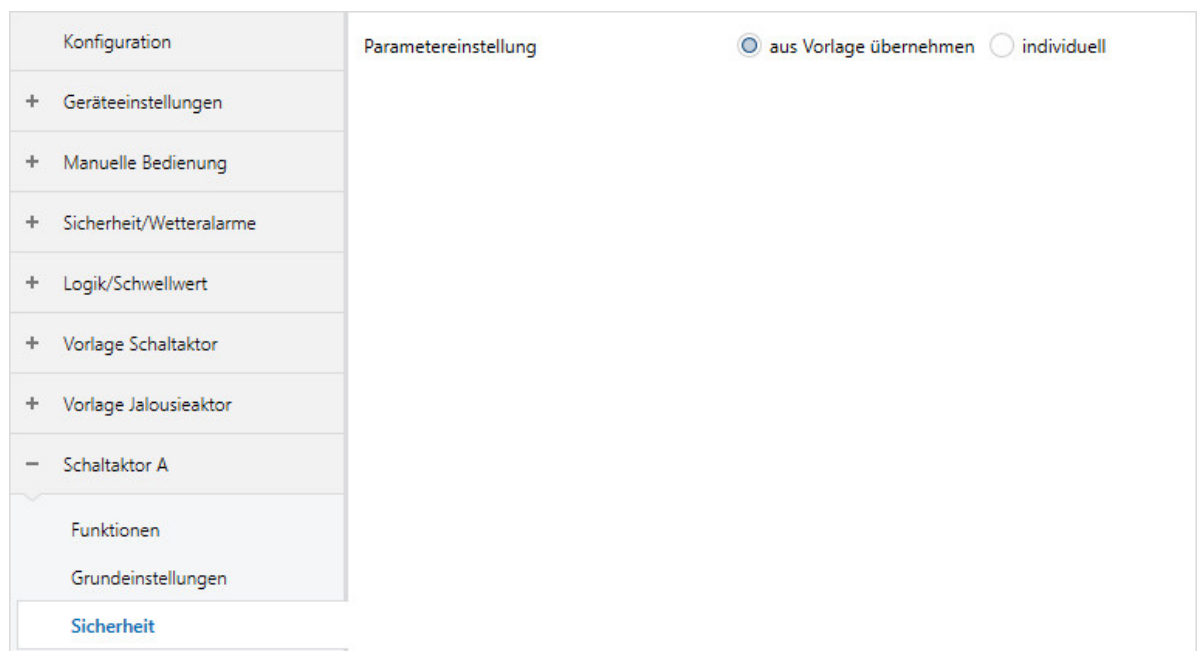 Konfiguration
Parametereinstellung
aus Vorlage übernehmen
individuell
+ Geräteeinstellungen
+ Manuelle Bedienung
+ Sicherheit/Wetteralarme
+ Logik/Schwellwert
+ Vorlage Schaltaktor
+ Vorlage Jalousieaktor
− Schaltaktor A
Funktionen
Grundeinstellungen
Sicherheit